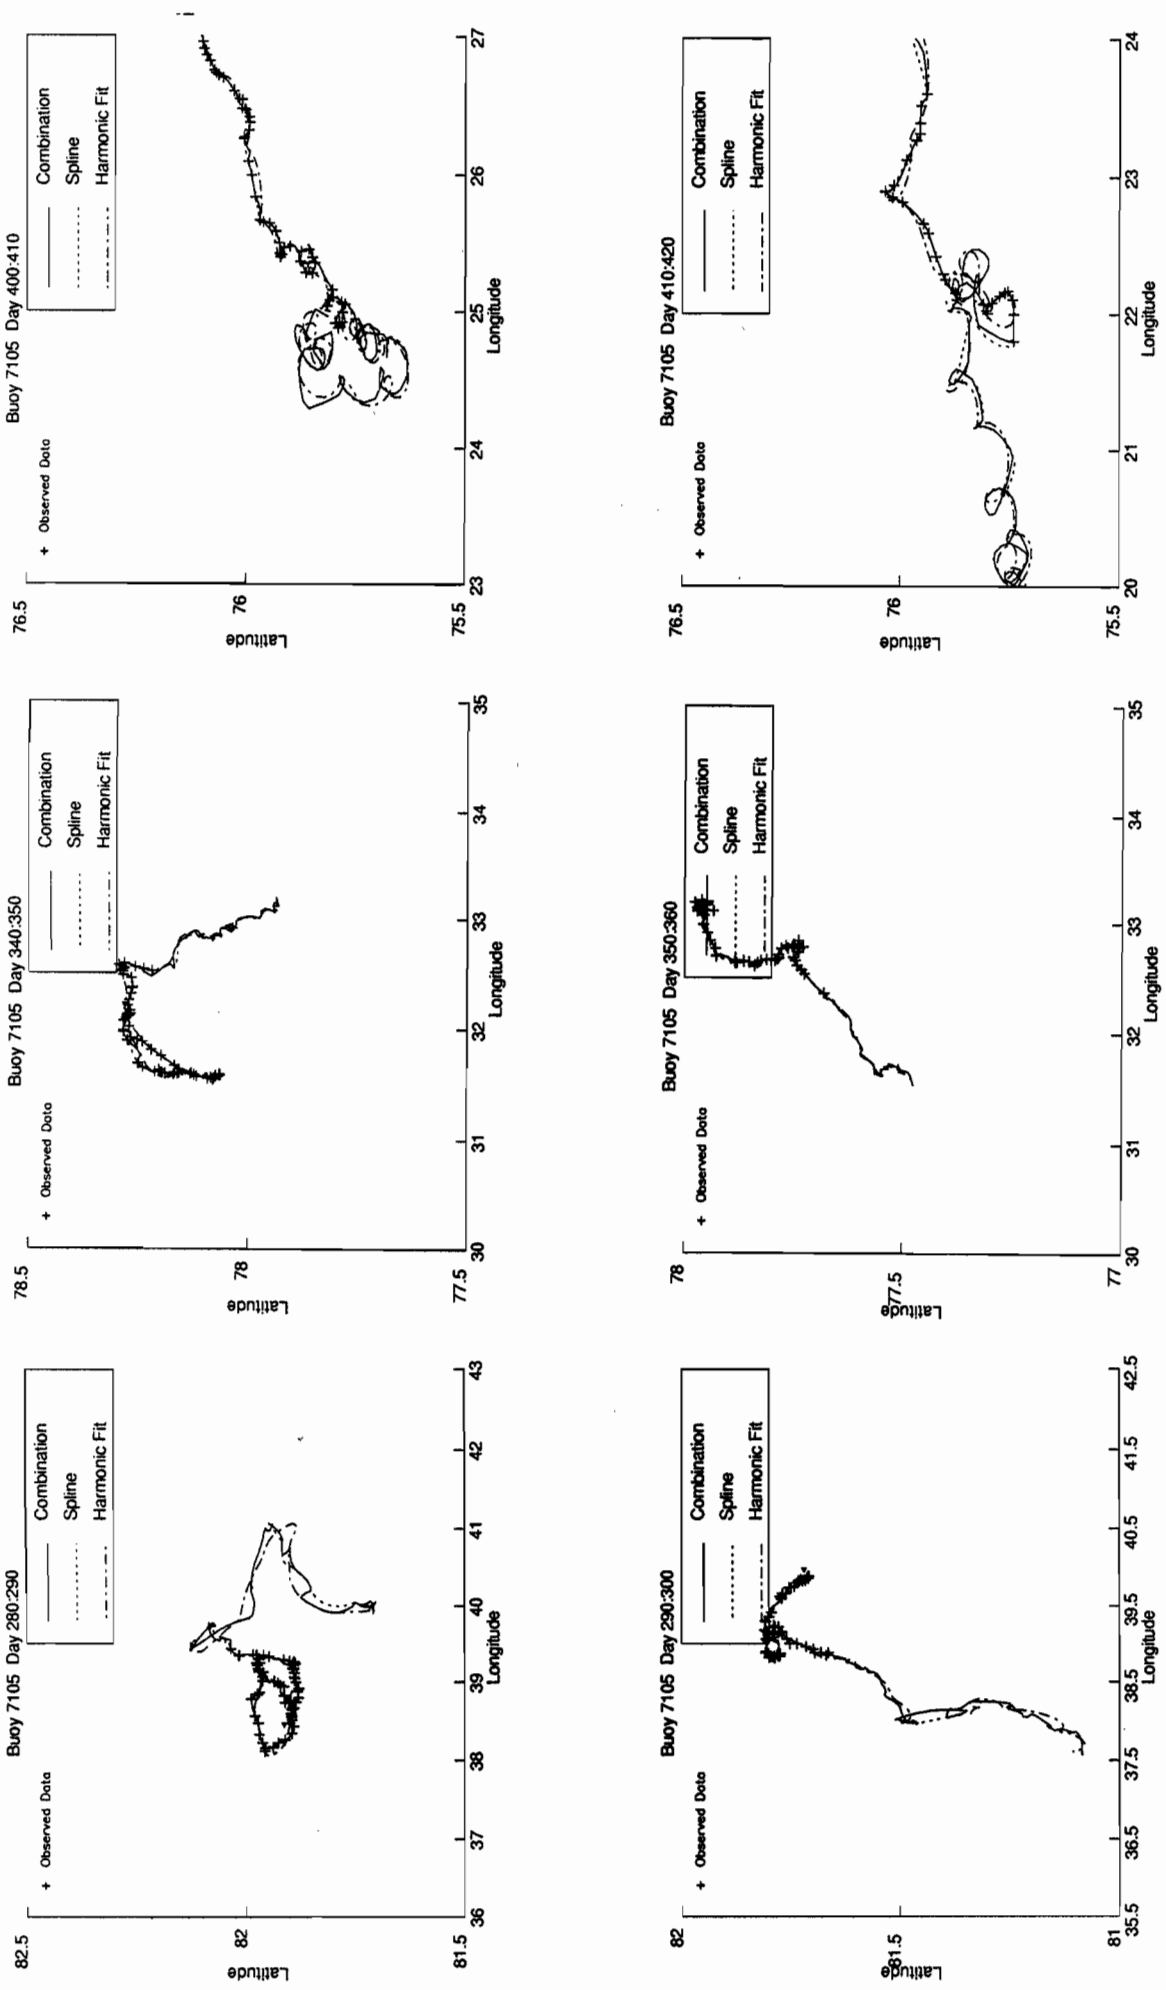 Buoy 7105 Day 280:290
82.5
+ Observed Data
Combination
Spline
Harmonic Fit
Latitude
82
81.5
36 37 38 39 40 41 42 43
Longitude
Buoy 7105 Day 340:350
78.5
+ Observed Data
Combination
Spline
Harmonic Fit
Latitude
78
77.5
30 31 32 33 34 35
Longitude
Buoy 7105 Day 400:410
76.5
+ Observed Data
Combination
Spline
Harmonic Fit
Latitude
76
75.5
23 24 25 26 27
Longitude
Buoy 7105 Day 290:300
82
+ Observed Data
Combination
Spline
Harmonic Fit
Latitude
81.5
81
35.5 36.5 37.5 38.5 39.5 40.5 41.5 42.5
Longitude
Buoy 7105 Day 350:360
78
+ Observed Data
Combination
Spline
Harmonic Fit
Latitude
77.5
77
30 31 32 33 34 35
Longitude
Buoy 7105 Day 410:420
76.5
+ Observed Data
Combination
Spline
Harmonic Fit
Latitude
76
75.5
20 21 22 23 24
Longitude